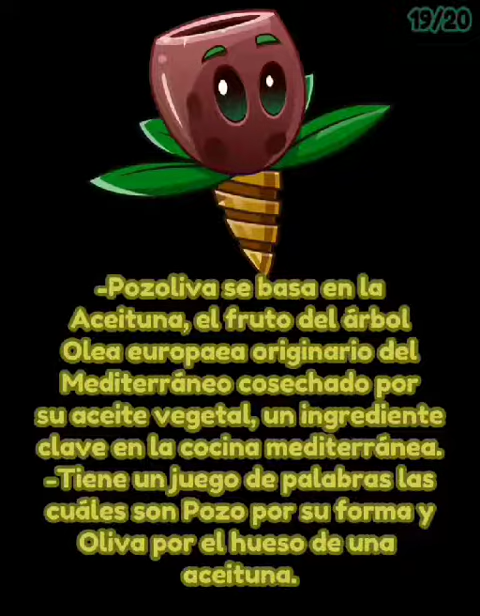 19/20
-Pozoliva se basa en la
Aceituna, el fruto del árbol
Olea europaea originario del
Mediterráneo cosechado por
su aceite vegetal, un ingrediente
clave en la cocina mediterránea.
-Tiene un juego de palabras las
cuáles son Pozo por su forma y
Oliva por el hueso de una
aceituna.